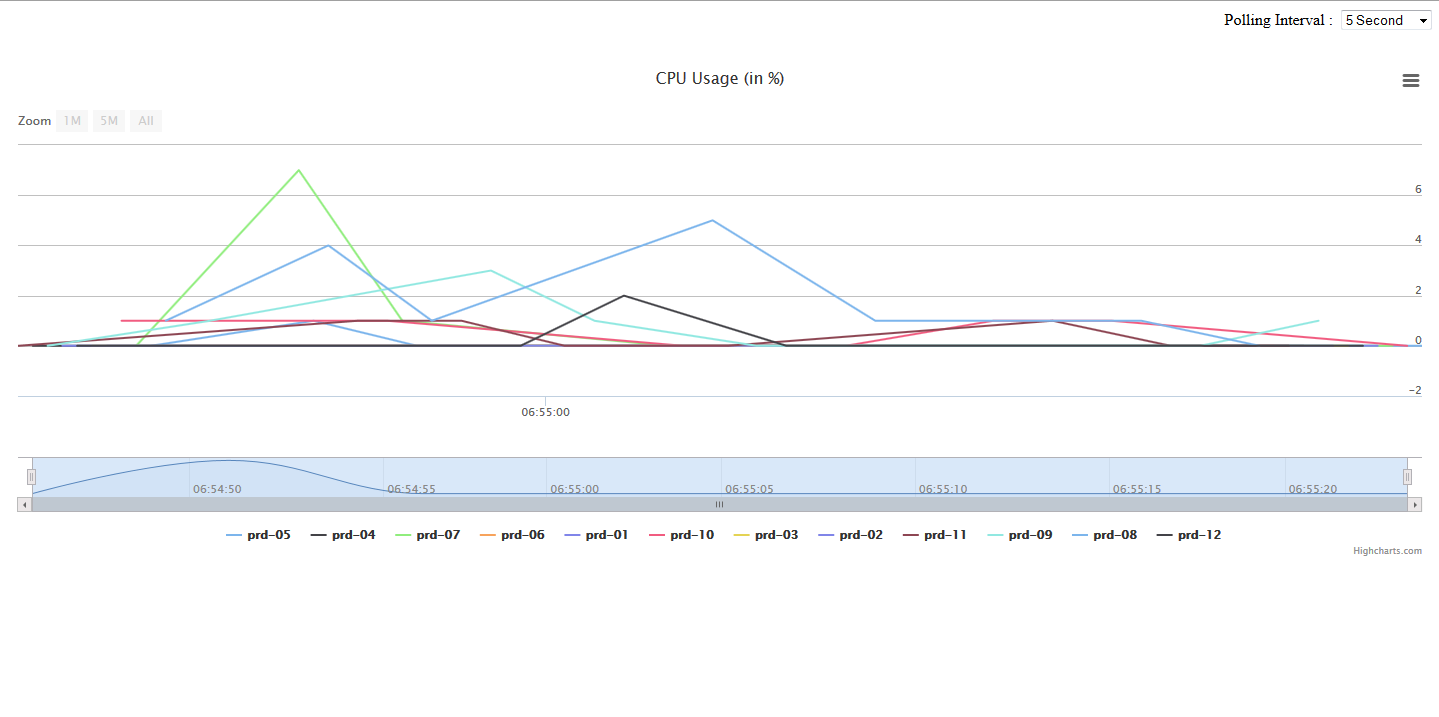 Polling Interval : 5 Second
CPU Usage (in %)
Zoom 1M 5M All
6
4
2
0
−2
06:55:00
06:54:50 06:54:55 06:55:00 06:55:05 06:55:10 06:55:15 06:55:20
prd-05 prd-04 prd-07 prd-06 prd-01 prd-10 prd-03 prd-02 prd-11 prd-09 prd-08 prd-12
Highcharts.com